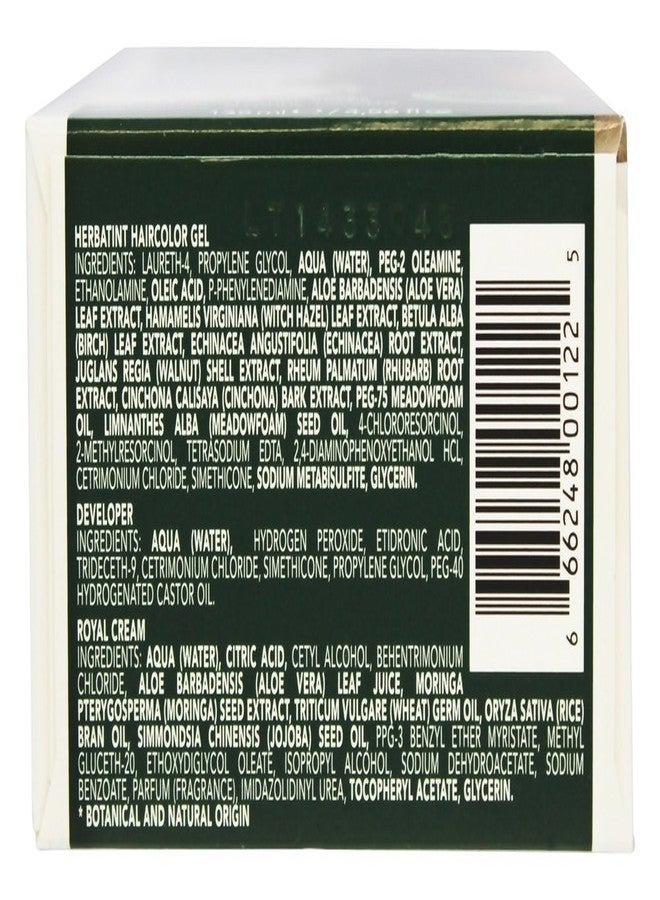 HERBATINT HAIRCOLOR GEL
INGREDIENTS: LAURETH-4, PROPYLENE GLYCOL, AQUA (WATER), PEG-2 OLEAMINE,
ETHANOLAMINE, OLEIC ACID, P-PHENYLENEDIAMINE, ALOE BARBADENSIS (ALOE VERA)
LEAF EXTRACT, HAMAMELIS VIRGINIANA (WITCH HAZEL) LEAF EXTRACT, BETULA ALBA
(BIRCH) LEAF EXTRACT, ECHINACEA ANGUSTIFOLIA (ECHINACEA) ROOT EXTRACT,
JUGLANS REGIA (WALNUT) SHELL EXTRACT, RHEUM PALMATUM (RHUBARB) ROOT
EXTRACT, CINCHONA CALISAYA (CINCHONA) BARK EXTRACT, PEG-75 MEADOWFOAM
OIL, LIMNANTHES ALBA (MEADOWFOAM) SEED OIL, 4-CHLORORESORCINOL,
2-METHYLRESORCINOL, TETRASODIUM EDTA, 2,4-DIAMINOPHENOXYETHANOL HCL,
CETRIMONIUM CHLORIDE, SIMETHICONE, SODIUM METABISULFITE, GLYCERIN.
DEVELOPER
INGREDIENTS: AQUA (WATER), HYDROGEN PEROXIDE, ETIDRONIC ACID,
TRIDECETH-9, CETRIMONIUM CHLORIDE, SIMETHICONE, PROPYLENE GLYCOL, PEG-40
HYDROGENATED CASTOR OIL.
ROYAL CREAM
INGREDIENTS: AQUA (WATER), CITRIC ACID, CETYL ALCOHOL, BEHENTRIMONIUM
CHLORIDE, ALOE BARBADENSIS (ALOE VERA) LEAF JUICE, MORINGA
PTERYGOSPERMA (MORINGA) SEED EXTRACT, TRITICUM VULGARE (WHEAT) GERM OIL, ORYZA SATIVA (RICE)
BRAN OIL, SIMMONDSIA CHINENSIS (JOJOBA) SEED OIL, PPG-3 BENZYL ETHER MYRISTATE, METHYL
GLUCETH-20, ETHOXYDIGLYCOL OLEATE, ISOPROPYL ALCOHOL, SODIUM DEHYDROACETATE, SODIUM
BENZOATE, PARFUM (FRAGRANCE), IMIDAZOLIDINYL UREA, TOCOPHERYL ACETATE, GLYCERIN.
* BOTANICAL AND NATURAL ORIGIN
6 66248 00122 5